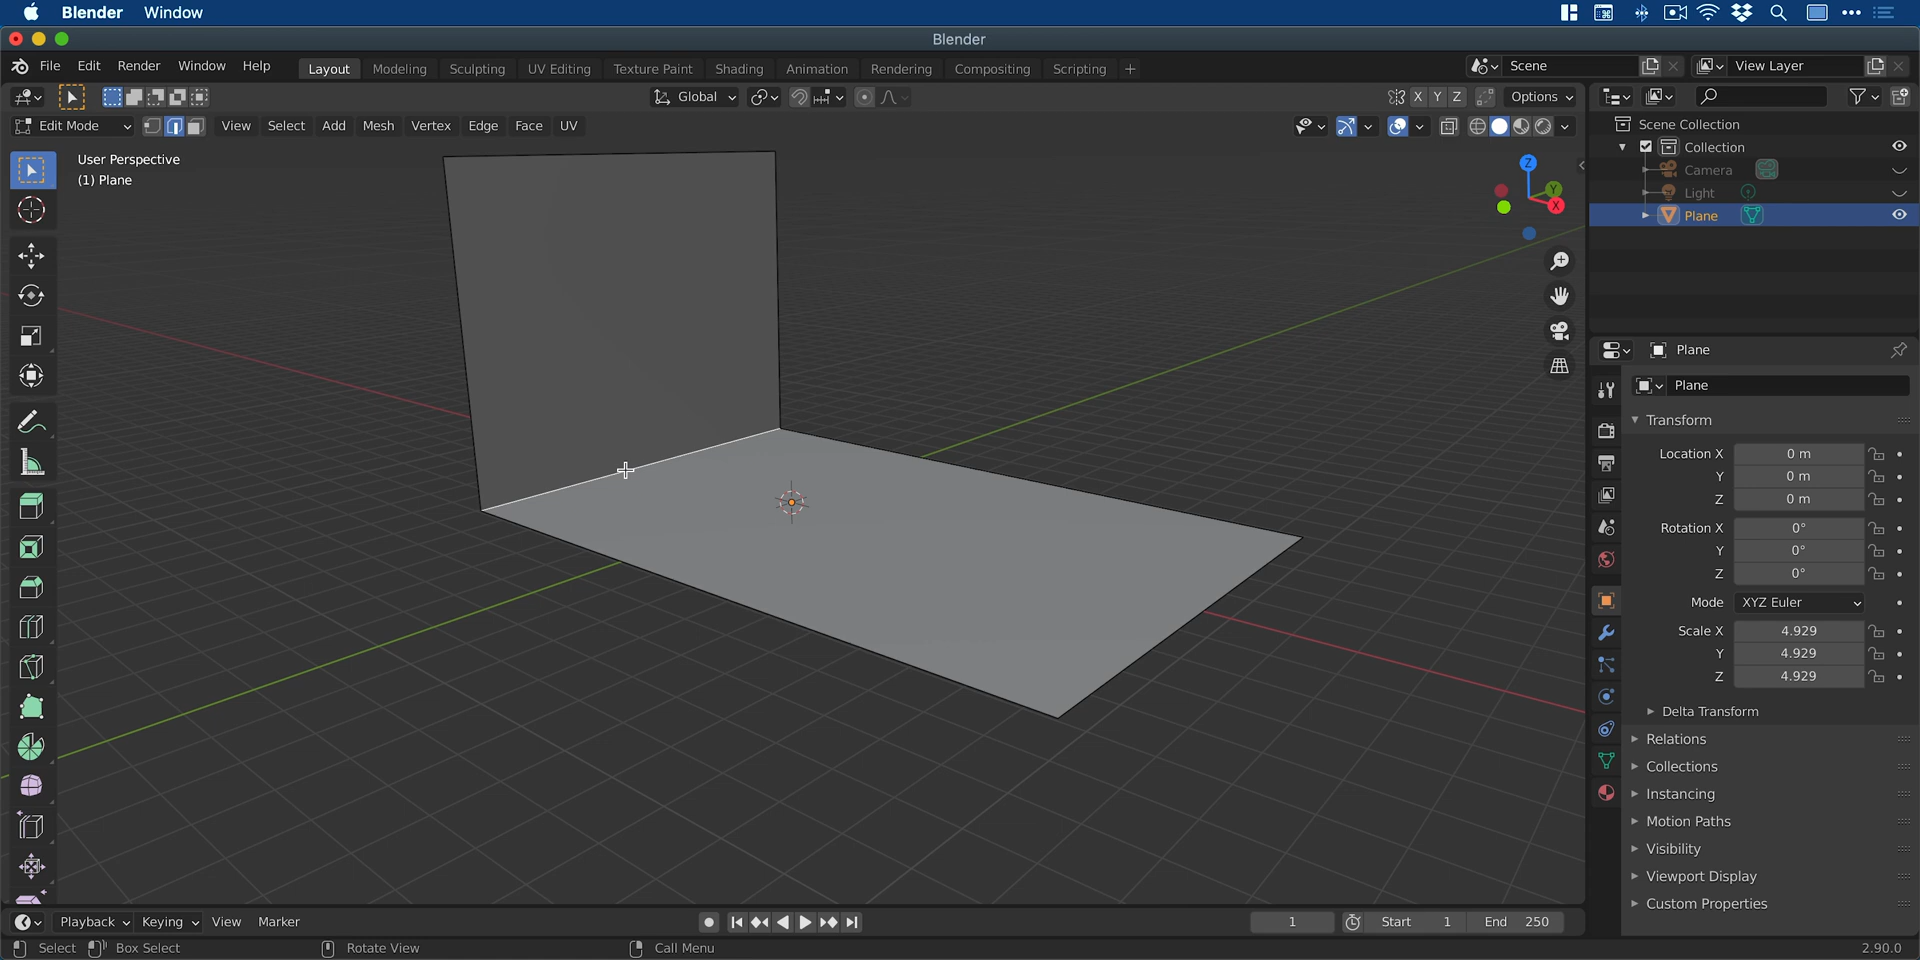 Blender Window
Blender
File Edit Render Window Help Layout Modeling Sculpting UV Editing Texture Paint Shading Animation Rendering Compositing Scripting + Scene View Layer
Global X Y Z Options
Edit Mode View Select Add Mesh Vertex Edge Face UV
Scene Collection
Collection
Camera
Light
Plane
User Perspective
(1) Plane
Z
Y
X
Plane
Plane
Transform
Location X 0 m
Y 0 m
Z 0 m
Rotation X 0°
Y 0°
Z 0°
Mode XYZ Euler
Scale X 4.929
Y 4.929
Z 4.929
Delta Transform
Relations
Collections
Instancing
Motion Paths
Visibility
Viewport Display
Custom Properties
Playback Keying View Marker 1 Start 1 End 250
Select Box Select Rotate View Call Menu 2.90.0